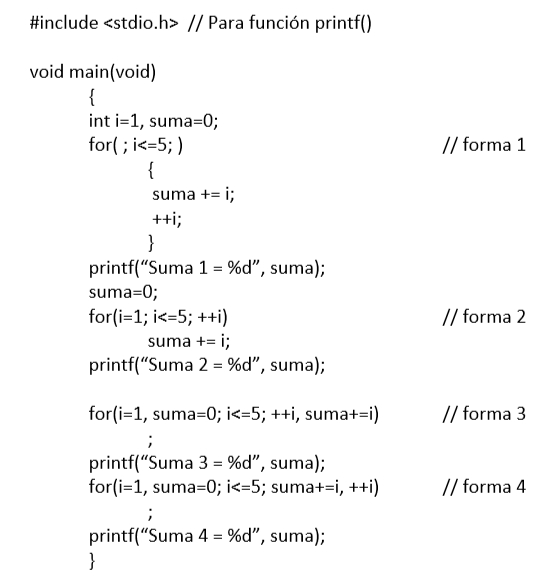 #include <stdio.h>  // Para función printf()
void main(void)
{
int i=1, suma=0;
for( ; i<=5; ) // forma 1
{
suma += i;
++i;
}
printf(“Suma 1 = %d”, suma);
suma=0;
for(i=1; i<=5; ++i) // forma 2
suma += i;
printf(“Suma 2 = %d”, suma);
for(i=1, suma=0; i<=5; ++i, suma+=i) // forma 3
;
printf(“Suma 3 = %d”, suma);
for(i=1, suma=0; i<=5; suma+=i, ++i) // forma 4
;
printf(“Suma 4 = %d”, suma);
}